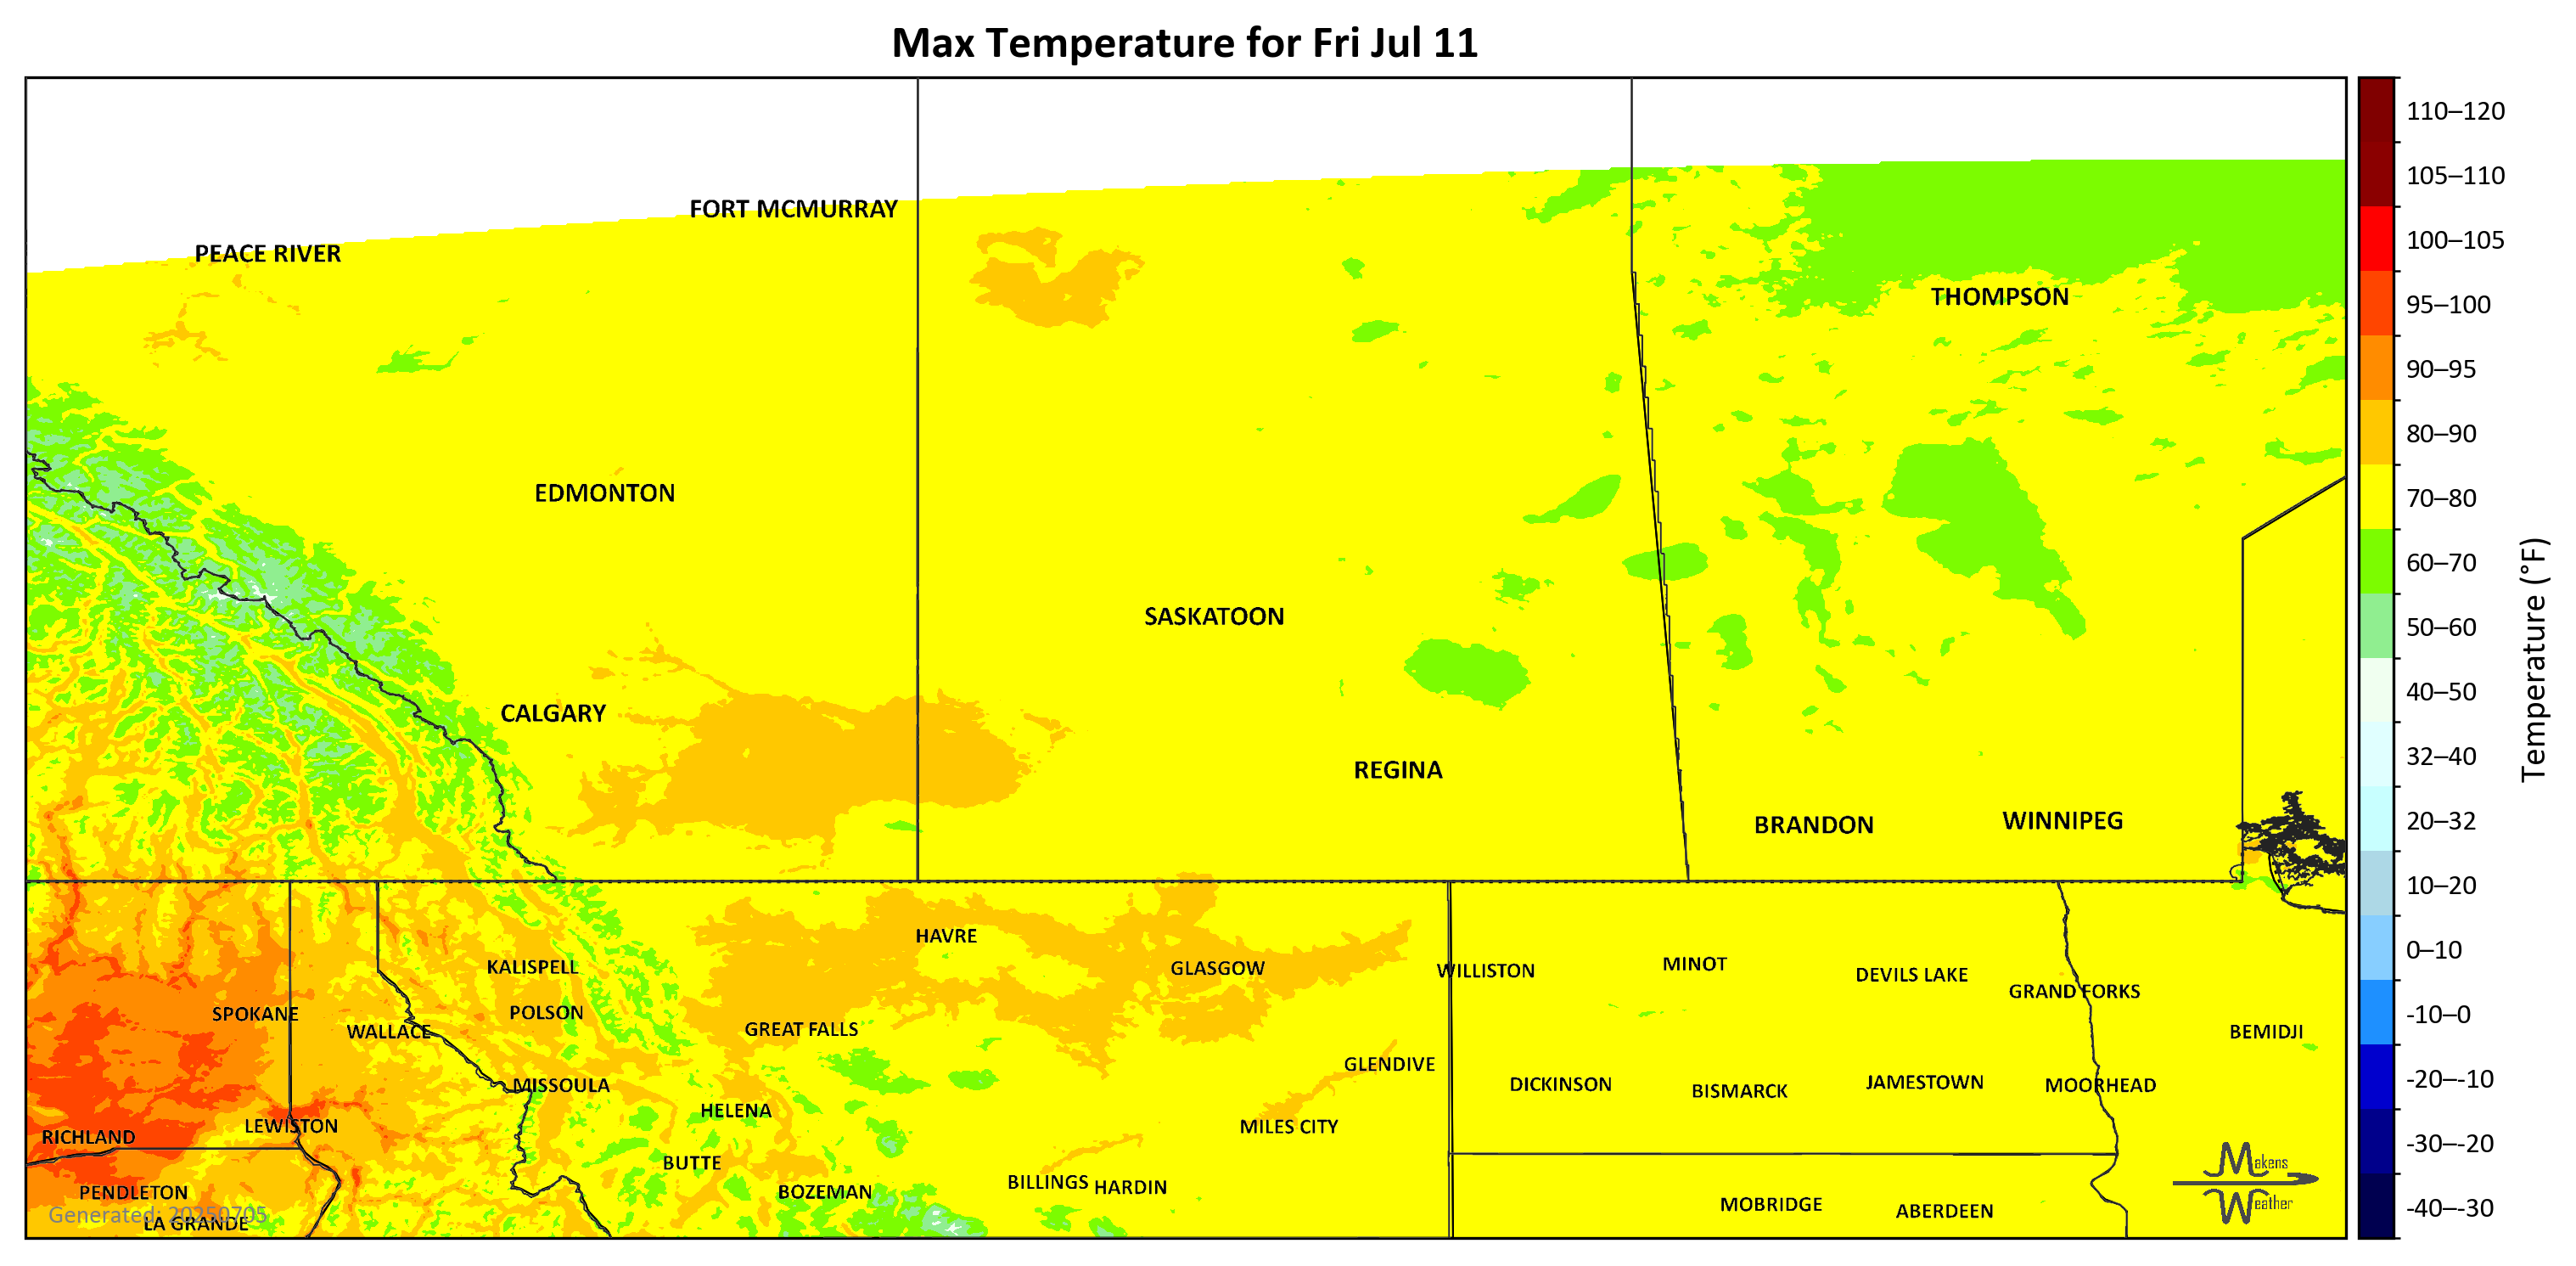 Max Temperature for Fri Jul 11
FORT MCMURRAY
PEACE RIVER
THOMPSON
EDMONTON
SASKATOON
CALGARY
REGINA
BRANDON
WINNIPEG
HAVRE
KALISPELL
GLASGOW
WILLISTON
MINOT
DEVILS LAKE
GRAND FORKS
SPOKANE
POLSON
WALLACE
GREAT FALLS
BEMIDJI
GLENDIVE
MISSOULA
DICKINSON
BISMARCK
JAMESTOWN
MOORHEAD
HELENA
LEWISTON
MILES CITY
RICHLAND
BUTTE
BOZEMAN
BILLINGS
HARDIN
PENDLETON
MOBRIDGE
ABERDEEN
Generated: 20250705
LA GRANDE
Makens
Weather
110–120
105–110
100–105
95–100
90–95
80–90
70–80
60–70
50–60
40–50
32–40
20–32
10–20
0–10
-10–0
-20–-10
-30–-20
-40–-30
Temperature (°F)